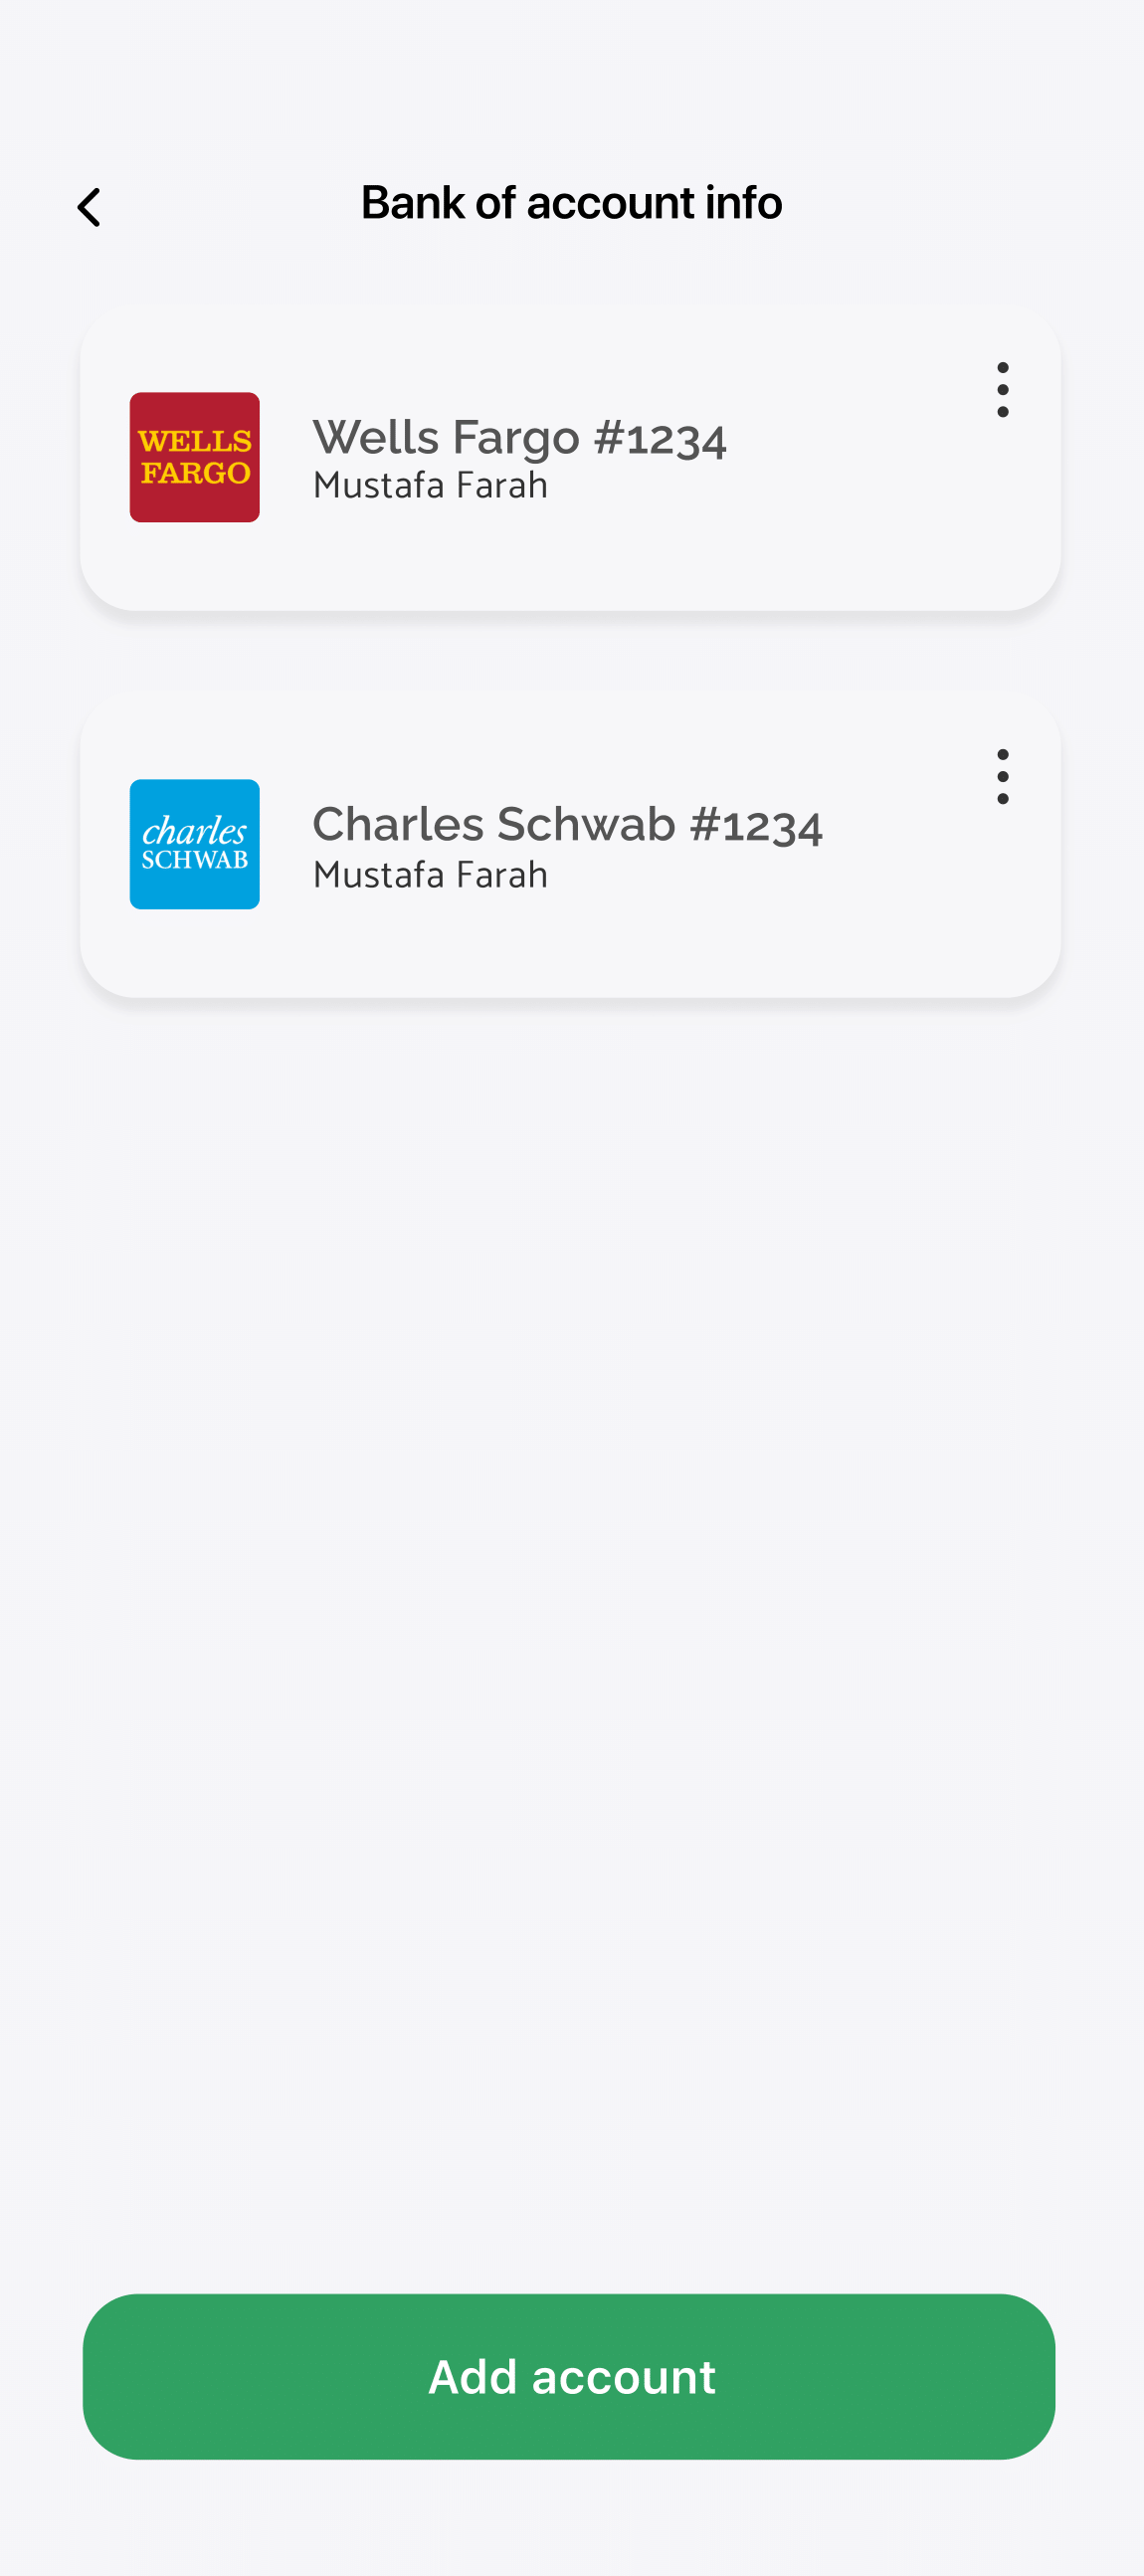 Bank of account info
WELLS
FARGO
Wells Fargo #1234
Mustafa Farah
charles
SCHWAB
Charles Schwab #1234
Mustafa Farah
Add account